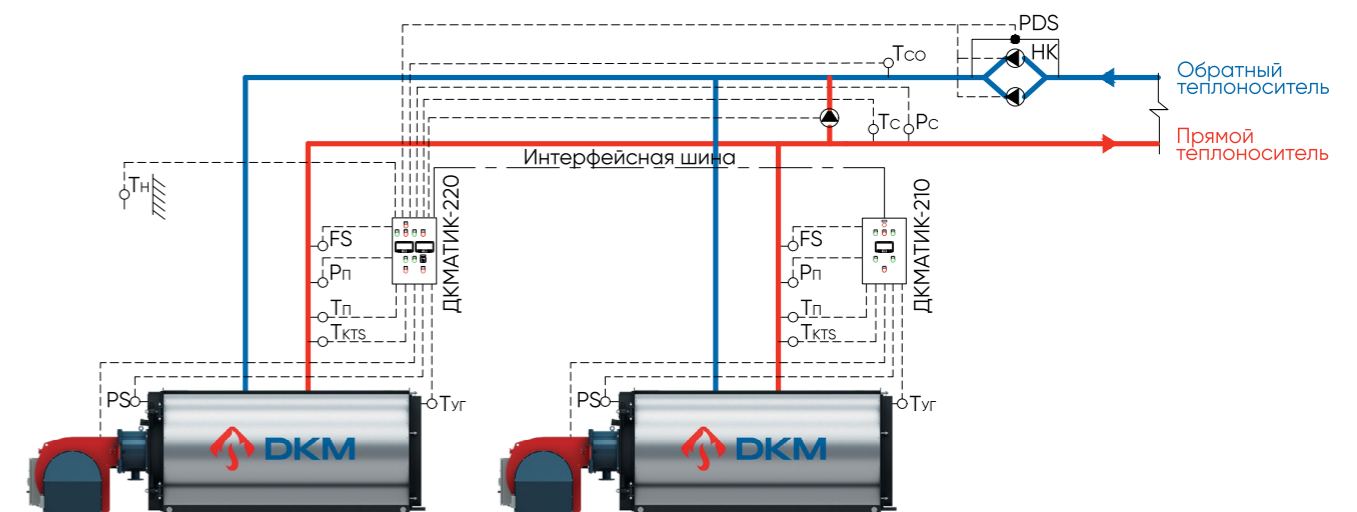 PDS
НК
Tсо
Обратный
теплоноситель
Tс
Pс
Прямой
теплоноситель
Интерфейсная шина
Tн
ДКМАТИК-220
ДКМАТИК-210
FS
Pп
Tп
TKTS
FS
Pп
Tп
TKTS
PS
Tуг
PS
Tуг
DKM
DKM